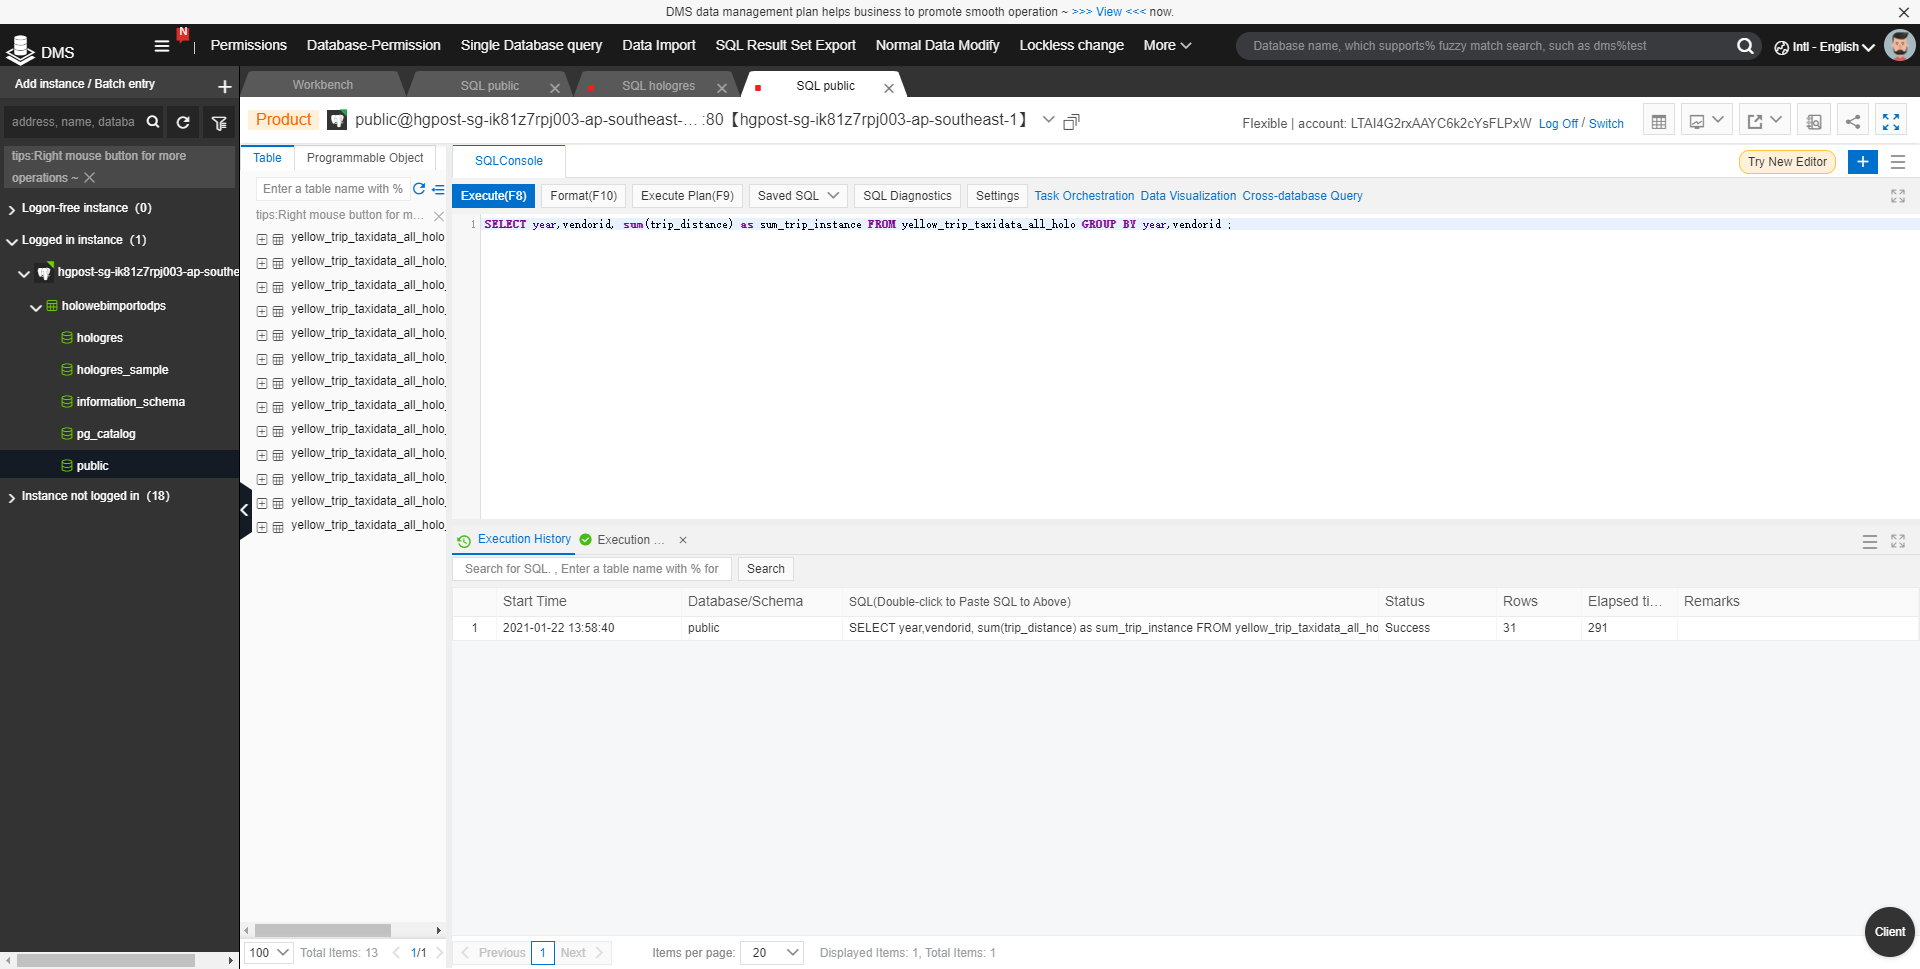 DMS data management plan helps business to promote smooth operation ~ >>> View <<< now.
DMS
N
Permissions
Database-Permission
Single Database query
Data Import
SQL Result Set Export
Normal Data Modify
Lockless change
More
Database name, which supports% fuzzy match search, such as dms%test
Intl - English
Add instance / Batch entry
Workbench
SQL public
SQL hologres
SQL public
address, name, databa
tips:Right mouse button for more
operations ~
Logon-free instance (0)
Logged in instance (1)
hgpost-sg-ik81z7rpj003-ap-southe
holowebimportodps
hologres
hologres_sample
information_schema
pg_catalog
public
Instance not logged in (18)
Product
public@hgpost-sg-ik81z7rpj003-ap-southeast-... :80【hgpost-sg-ik81z7rpj003-ap-southeast-1】
Flexible | account: LTAI4G2rxAAYC6k2cYsFLPxW Log Off / Switch
Table
Programmable Object
Enter a table name with %
tips:Right mouse button for m...
yellow_trip_taxidata_all_holo
yellow_trip_taxidata_all_holo_
yellow_trip_taxidata_all_holo_
yellow_trip_taxidata_all_holo_
yellow_trip_taxidata_all_holo_
yellow_trip_taxidata_all_holo_
yellow_trip_taxidata_all_holo_
yellow_trip_taxidata_all_holo_
yellow_trip_taxidata_all_holo_
yellow_trip_taxidata_all_holo_
yellow_trip_taxidata_all_holo_
yellow_trip_taxidata_all_holo_
yellow_trip_taxidata_all_holo_
100
Total Items: 13
1/1
SQLConsole
Try New Editor
Execute(F8)
Format(F10)
Execute Plan(F9)
Saved SQL
SQL Diagnostics
Settings
Task Orchestration
Data Visualization
Cross-database Query
1 SELECT year,vendorid, sum(trip_distance) as sum_trip_instance FROM yellow_trip_taxidata_all_holo GROUP BY year,vendorid ;
Execution History
Execution ...
Search for SQL. , Enter a table name with % for
Search
Start Time
Database/Schema
SQL(Double-click to Paste SQL to Above)
Status
Rows
Elapsed ti...
Remarks
1
2021-01-22 13:58:40
public
SELECT year,vendorid, sum(trip_distance) as sum_trip_instance FROM yellow_trip_taxidata_all_ho
Success
31
291
Previous
1
Next
Items per page:
20
Displayed Items: 1, Total Items: 1
Client